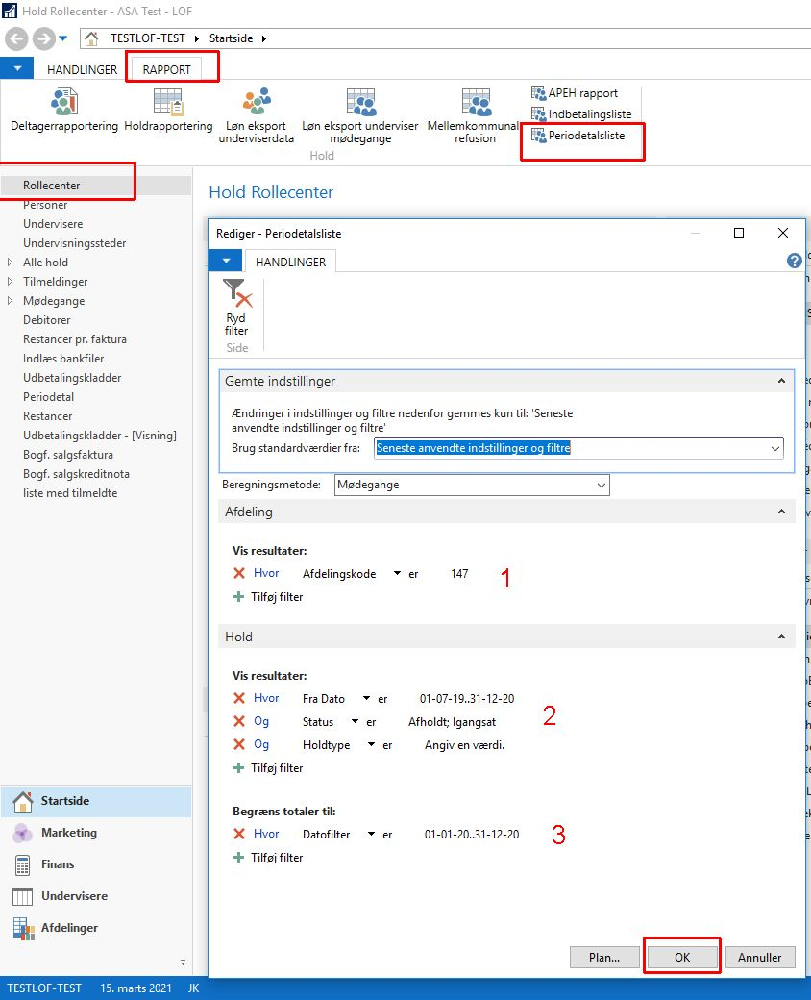 Hold Rollecenter - ASA Test - LOF
TESTLOF-TEST Startside
HANDLINGER RAPPORT
Deltagerrapportering
Holdrapportering
Løn eksport
underviserdata
Løn eksport underviser
mødegange
Mellemkommunal
refusion
APEH rapport
Indbetalingsliste
Periodetalsliste
Hold
Rollecenter
Personer
Undervisere
Undervisningssteder
Alle hold
Tilmeldinger
Mødegange
Debitorer
Restancer pr. faktura
Indlæs bankfiler
Udbetalingskladder
Periodetal
Restancer
Udbetalingskladder - [Visning]
Bogf. salgsfaktura
Bogf. salgskreditnota
liste med tilmeldte
Startside
Marketing
Finans
Undervisere
Afdelinger
Hold Rollecenter
Rediger - Periodetalsliste
HANDLINGER
Ryd
filter
Side
Gemte indstillinger
Ændringer i indstillinger og filtre nedenfor gemmes kun til: 'Seneste
anvendte indstillinger og filtre'
Brug standardværdier fra: Seneste anvendte indstillinger og filtre
Beregningsmetode: Mødegange
Afdeling
Vis resultater:
Hvor Afdelingskode er 147 1
Tilføj filter
Hold
Vis resultater:
Hvor Fra Dato er 01-07-19..31-12-20
Og Status er Afholdt; Igangsat 2
Og Holdtype er Angiv en værdi.
Tilføj filter
Begræns totaler til:
Hvor Datofilter er 01-01-20..31-12-20 3
Tilføj filter
Plan... OK Annuller
TESTLOF-TEST 15. marts 2021 JK